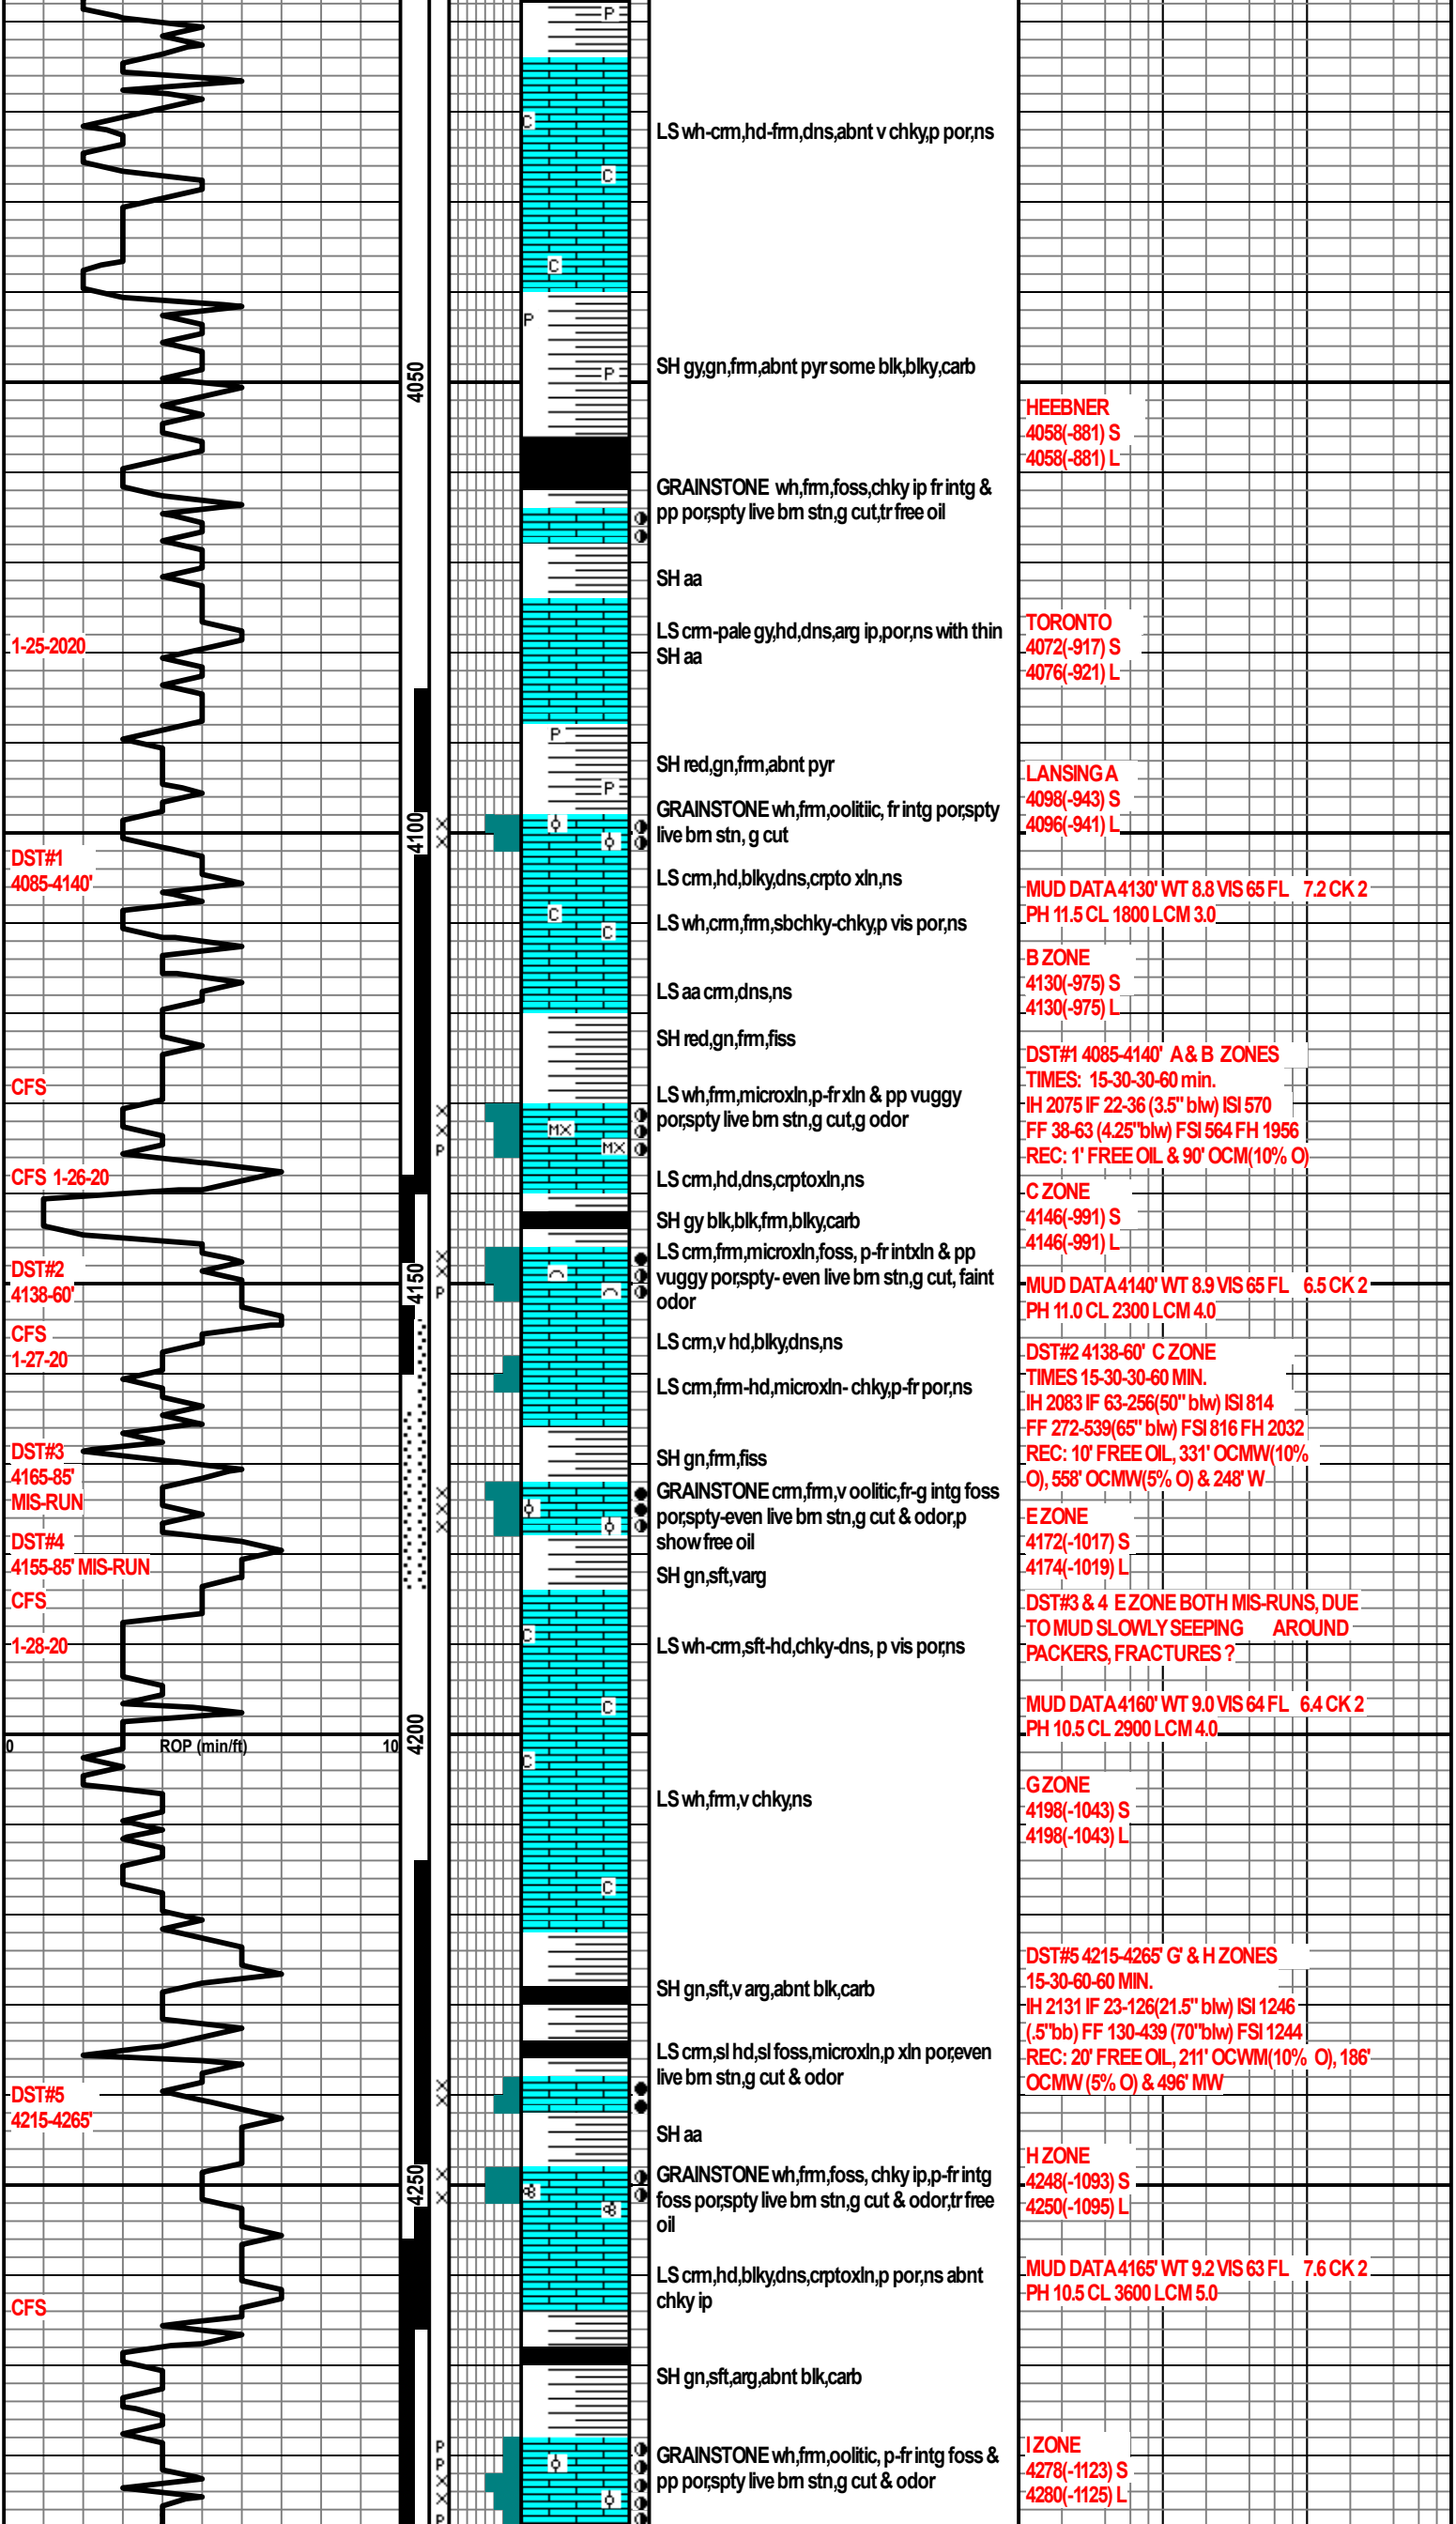 1-25-2020
DST#1
4085-4140'
CFS
CFS 1-26-20
DST#2
4138-60'
CFS
1-27-20
DST#3
4165-85'
MIS-RUN
DST#4
4155-85' MIS-RUN
CFS
1-28-20
0 ROP (min/ft) 10
DST#5
4215-4265'
CFS
4050
4100
4150
4200
4250
X
X
X
X
P
X
X
P
X
X
X
X
X
X
X
P
P
X
X
P
P
C
C
C
P
P
P
P
C
C
MX
MX
C
C
C
C
LS wh-crm,hd-frm,dns,abnt v chky,p por,ns
SH gy,gn,frm,abnt pyr some blk,blky,carb
GRAINSTONE wh,frm,foss,chky ip fr intg &
pp por,spty live brn stn,g cut,tr free oil
SH aa
LS crm-pale gy,hd,dns,arg ip,por,ns with thin
SH aa
SH red,gn,frm,abnt pyr
GRAINSTONE wh,frm,oolitiic, fr intg por,spty
live brn stn, g cut
LS crm,hd,blky,dns,crpto xln,ns
LS wh,crm,frm,sbchky-chky,p vis por,ns
LS aa crm,dns,ns
SH red,gn,frm,fiss
LS wh,frm,microxln,p-fr xln & pp vuggy
por,spty live brn stn,g cut,g odor
LS crm,hd,dns,crptoxln,ns
SH gy blk,blk,frm,blky,carb
LS crm,frm,microxln,foss, p-fr intxln & pp
vuggy por,spty- even live brn stn,g cut, faint
odor
LS crm,v hd,blky,dns,ns
LS crm,frm-hd,microxln- chky,p-fr por,ns
SH gn,frm,fiss
GRAINSTONE crm,frm,v oolitic,fr-g intg foss
por,spty-even live brn stn,g cut & odor,p
show free oil
SH gn,sft,varg
LS wh-crm,sft-hd,chky-dns, p vis por,ns
LS wh,frm,v chky,ns
SH gn,sft,v arg,abnt blk,carb
LS crm,sl hd,sl foss,microxln,p xln por,even
live brn stn,g cut & odor
SH aa
GRAINSTONE wh,frm,foss, chky ip,p-fr intg
foss por,spty live brn stn,g cut & odor,tr free
oil
LS crm,hd,blky,dns,crptoxln,p por,ns abnt
chky ip
SH gn,sft,arg,abnt blk,carb
GRAINSTONE wh,frm,oolitic, p-fr intg foss &
pp por,spty live brn stn,g cut & odor
HEEBNER
4058(-881) S
4058(-881) L
TORONTO
4072(-917) S
4076(-921) L
LANSING A
4098(-943) S
4096(-941) L
MUD DATA 4130' WT 8.8 VIS 65 FL 7.2 CK 2
PH 11.5 CL 1800 LCM 3.0
B ZONE
4130(-975) S
4130(-975) L
DST#1 4085-4140' A & B ZONES
TIMES: 15-30-30-60 min.
IH 2075 IF 22-36 (3.5" blw) ISI 570
FF 38-63 (4.25"blw) FSI 564 FH 1956
REC: 1' FREE OIL & 90' OCM(10% O)
C ZONE
4146(-991) S
4146(-991) L
MUD DATA 4140' WT 8.9 VIS 65 FL 6.5 CK 2
PH 11.0 CL 2300 LCM 4.0
DST#2 4138-60' C ZONE
TIMES 15-30-30-60 MIN.
IH 2083 IF 63-256(50" blw) ISI 814
FF 272-539(65" blw) FSI 816 FH 2032
REC: 10' FREE OIL, 331' OCMW(10%
O), 558' OCMW(5% O) & 248' W
E ZONE
4172(-1017) S
4174(-1019) L
DST#3 & 4 E ZONE BOTH MIS-RUNS, DUE
TO MUD SLOWLY SEEPING AROUND
PACKERS, FRACTURES ?
MUD DATA 4160' WT 9.0 VIS 64 FL 6.4 CK 2
PH 10.5 CL 2900 LCM 4.0
G ZONE
4198(-1043) S
4198(-1043) L
DST#5 4215-4265' G' & H ZONES
15-30-60-60 MIN.
IH 2131 IF 23-126(21.5" blw) ISI 1246
(.5"bb) FF 130-439 (70"blw) FSI 1244
REC: 20' FREE OIL, 211' OCWM(10% O), 186'
OCMW (5% O) & 496' MW
H ZONE
4248(-1093) S
4250(-1095) L
MUD DATA 4165' WT 9.2 VIS 63 FL 7.6 CK 2
PH 10.5 CL 3600 LCM 5.0
I ZONE
4278(-1123) S
4280(-1125) L